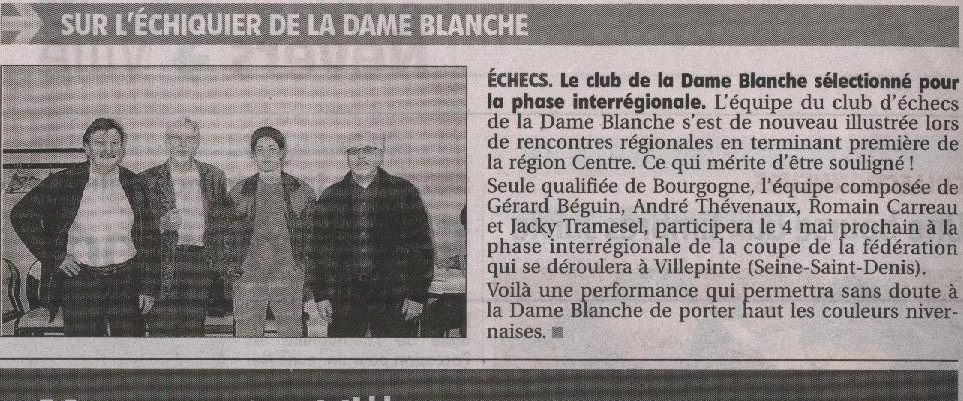 SUR L'ÉCHIQUIER DE LA DAME BLANCHE
ÉCHECS. Le club de la Dame Blanche sélectionné pour
la phase interrégionale. L'équipe du club d'échecs
de la Dame Blanche s'est de nouveau illustrée lors
de rencontres régionales en terminant première de
la région Centre. Ce qui mérite d'être souligné !
Seule qualifiée de Bourgogne, l'équipe composée de
Gérard Béguin, André Thévenaux, Romain Carreau
et Jacky Tramesel, participera le 4 mai prochain à la
phase interrégionale de la coupe de la fédération
qui se déroulera à Villepinte (Seine-Saint-Denis).
Voilà une performance qui permettra sans doute à
la Dame Blanche de porter haut les couleurs niver-
naises.